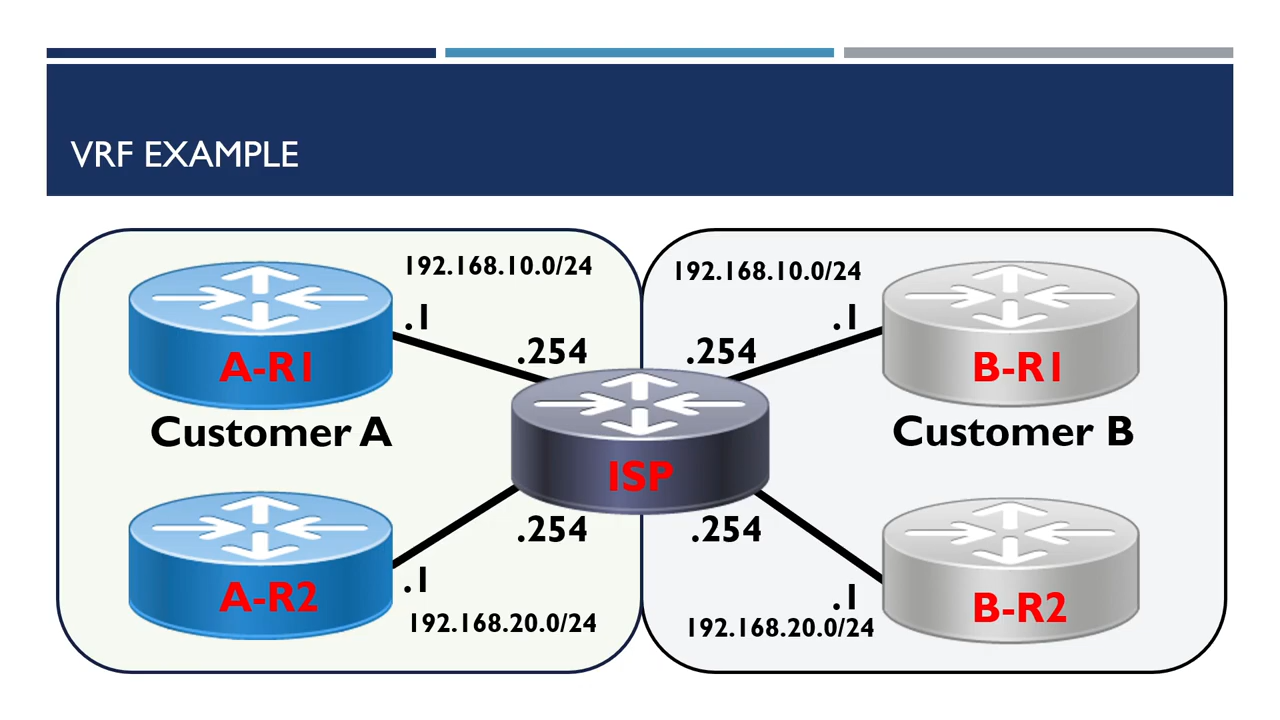 VRF EXAMPLE
192.168.10.0/24
.1
.254
A-R1
Customer A
A-R2
.254
.1
192.168.20.0/24
ISP
192.168.10.0/24
.1
.254
B-R1
Customer B
.254
.1
B-R2
192.168.20.0/24